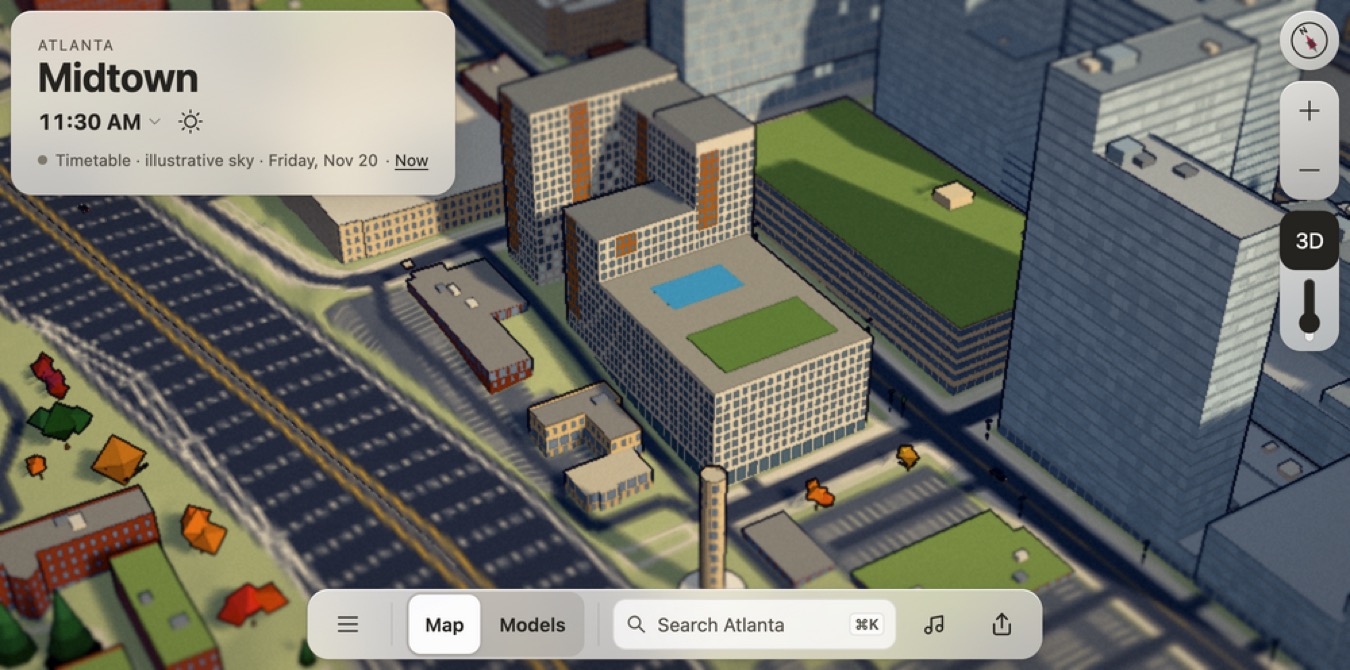 ATLANTA
Midtown
11:30 AM
Timetable · illustrative sky · Friday, Nov 20 · Now
N
3D
Map
Models
Search Atlanta
⌘K